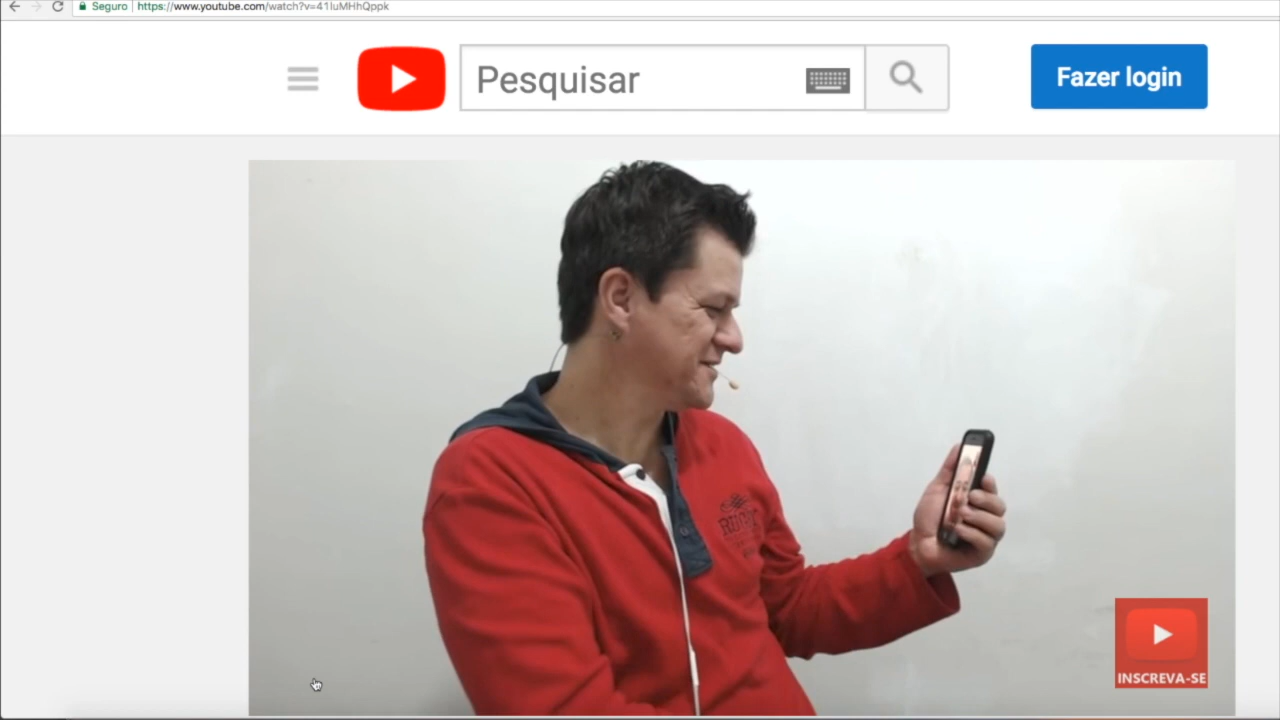 Seguro | https://www.youtube.com/watch?v=41luMHhQppk
Pesquisar
Fazer login
INSCREVA-SE